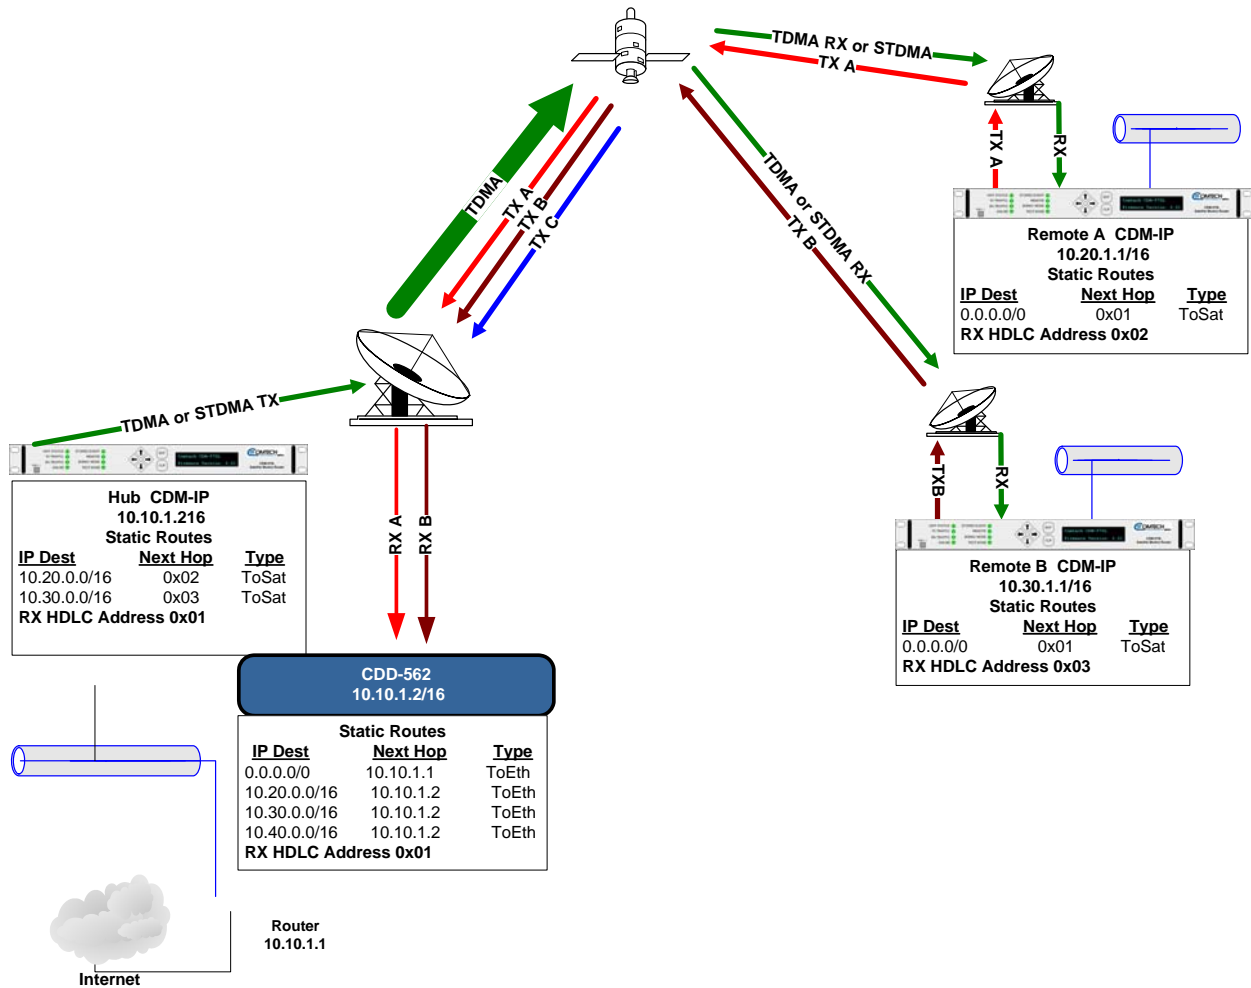 TDMA RX or STDMA
TX A
TX A
RX
TDMA
TX A
TX B
TX C
TDMA or STDMA RX
TX B
COMTECH
Remote A CDM-IP
10.20.1.1/16
Static Routes
IP Dest Next Hop Type
0.0.0.0/0 0x01 ToSat
RX HDLC Address 0x02
TDMA or STDMA TX
COMTECH
Hub CDM-IP
10.10.1.216
Static Routes
IP Dest Next Hop Type
10.20.0.0/16 0x02 ToSat
10.30.0.0/16 0x03 ToSat
RX HDLC Address 0x01
RX A
RX B
TXB
RX
COMTECH
Remote B CDM-IP
10.30.1.1/16
Static Routes
IP Dest Next Hop Type
0.0.0.0/0 0x01 ToSat
RX HDLC Address 0x03
CDD-562
10.10.1.2/16
Static Routes
IP Dest Next Hop Type
0.0.0.0/0 10.10.1.1 ToEth
10.20.0.0/16 10.10.1.2 ToEth
10.30.0.0/16 10.10.1.2 ToEth
10.40.0.0/16 10.10.1.2 ToEth
RX HDLC Address 0x01
Router
10.10.1.1
Internet